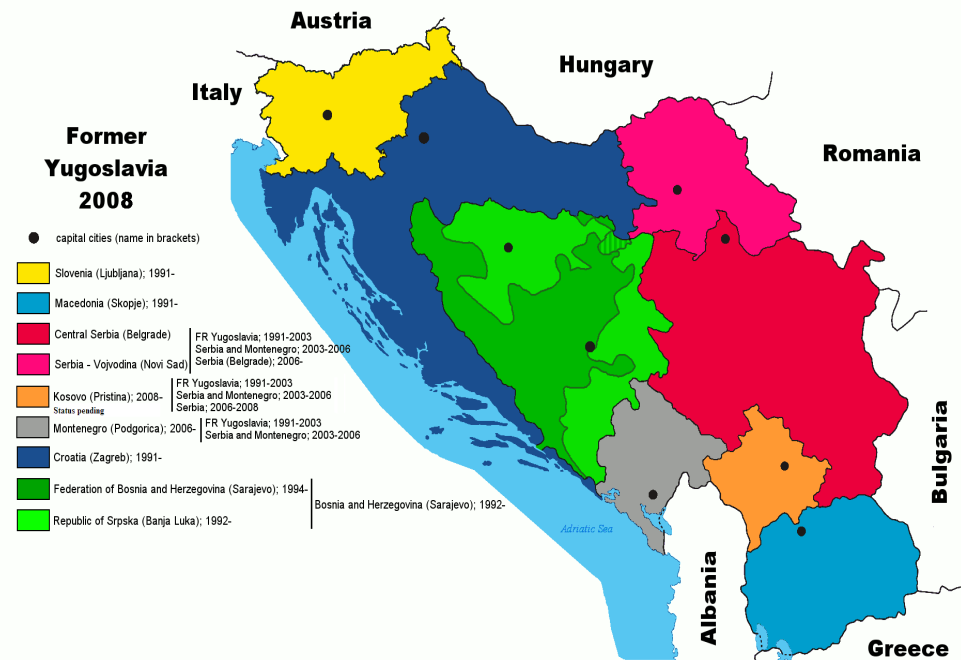 Austria
Hungary
Italy
Romania
Former
Yugoslavia
2008
capital cities (name in brackets)
Slovenia (Ljubljana); 1991-
Macedonia (Skopje); 1991-
Central Serbia (Belgrade)
Serbia - Vojvodina (Novi Sad)
FR Yugoslavia; 1991-2003
Serbia and Montenegro; 2003-2006
Serbia (Belgrade); 2006-
Kosovo (Pristina); 2008-
Status pending
FR Yugoslavia; 1991-2003
Serbia and Montenegro; 2003-2006
Serbia; 2006-2008
Montenegro (Podgorica); 2006-
FR Yugoslavia; 1991-2003
Serbia and Montenegro; 2003-2006
Croatia (Zagreb); 1991-
Federation of Bosnia and Herzegovina (Sarajevo); 1994-
Republic of Srpska (Banja Luka); 1992-
Bosnia and Herzegovina (Sarajevo); 1992-
Adriatic Sea
Bulgaria
Albania
Greece